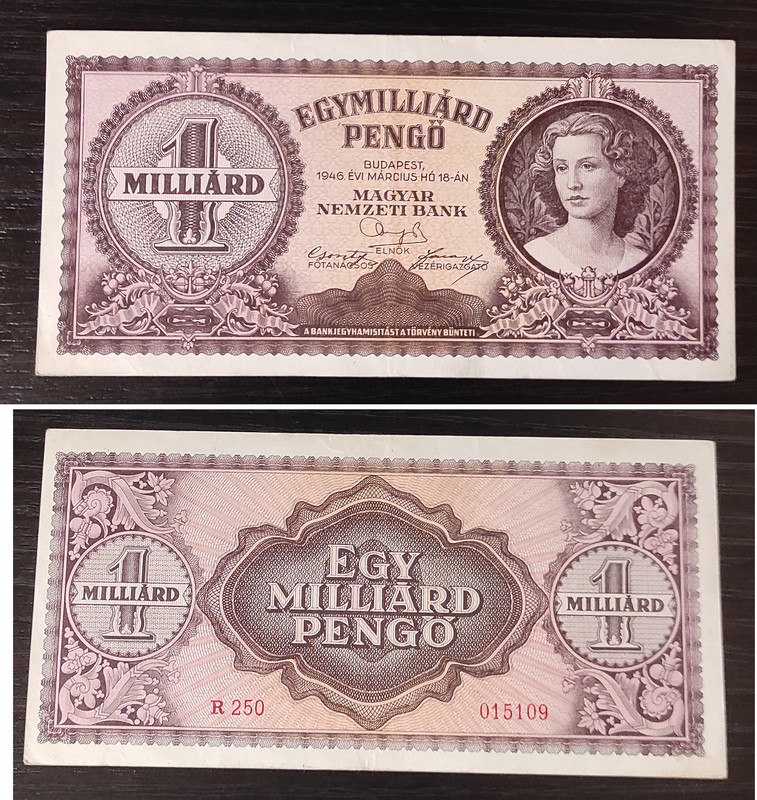 EGYMILLIÁRD
PENGŐ
1
MILLIÁRD
BUDAPEST,
1946. ÉVI MÁRCIUS HÓ 18-ÁN
MAGYAR
NEMZETI BANK
ELNÖK
FŐTANÁCSOS VEZÉRIGAZGATÓ
A BANKJEGYHAMISITÁST A TÖRVÉNY BÜNTETI
EGY
MILLIÁRD
PENGŐ
1
MILLIÁRD
1
MILLIÁRD
R 250
015109